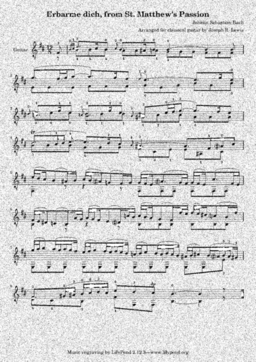 Erbarme dich, from St. Matthew's Passion
Johann Sebastian Bach
Arranged for classical guitar by Joseph R. Lewis
Guitar
Music engraving by LilyPond 2.12.3—www.lilypond.org